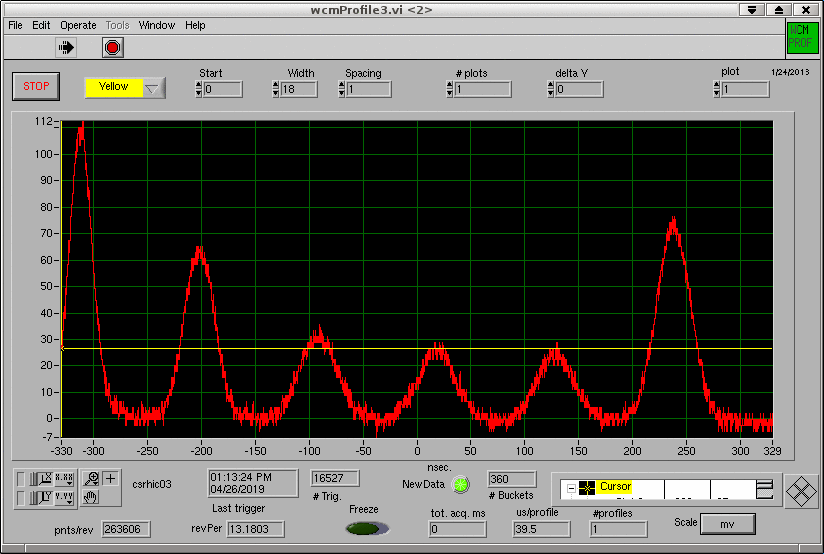 wcmProfile3.vi <2>
File Edit Operate Tools Window Help
WCM
PROF
Start Width Spacing # plots delta Y plot 1/24/2013
STOP Yellow 0 18 1 1 0 1
112
100
90
80
70
60
50
40
30
20
10
0
-7
-330 -300 -250 -200 -150 -100 -50 0 50 100 150 200 250 300 329
nsec.
X X.XX
Y Y.YY
csrhic03
01:13:24 PM
04/26/2019
Last trigger
16527
# Trig.
New Data
360
# Buckets
Cursor
pnts/rev 263606
revPer 13.1803
Freeze
tot. acq. ms
0
us/profile
39.5
#profiles
1
Scale mv